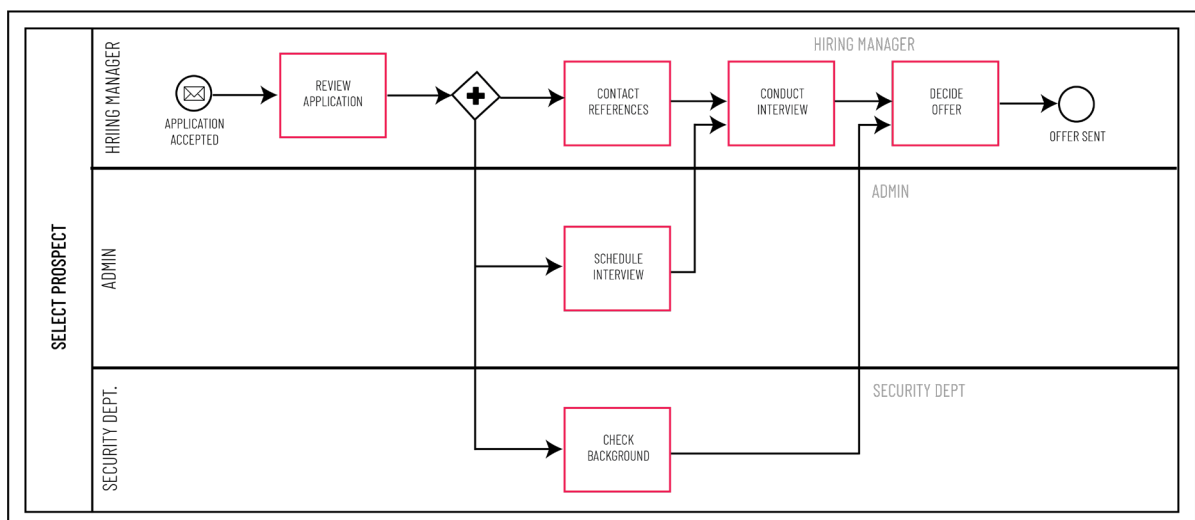 SELECT PROSPECT
HRIING MANAGER
HIRING MANAGER
APPLICATION
ACCEPTED
REVIEW
APPLICATION
CONTACT
REFERENCES
CONDUCT
INTERVIEW
DECIDE
OFFER
OFFER SENT
ADMIN
ADMIN
SCHEDULE
INTERVIEW
SECURITY DEPT.
SECURITY DEPT
CHECK
BACKGROUND